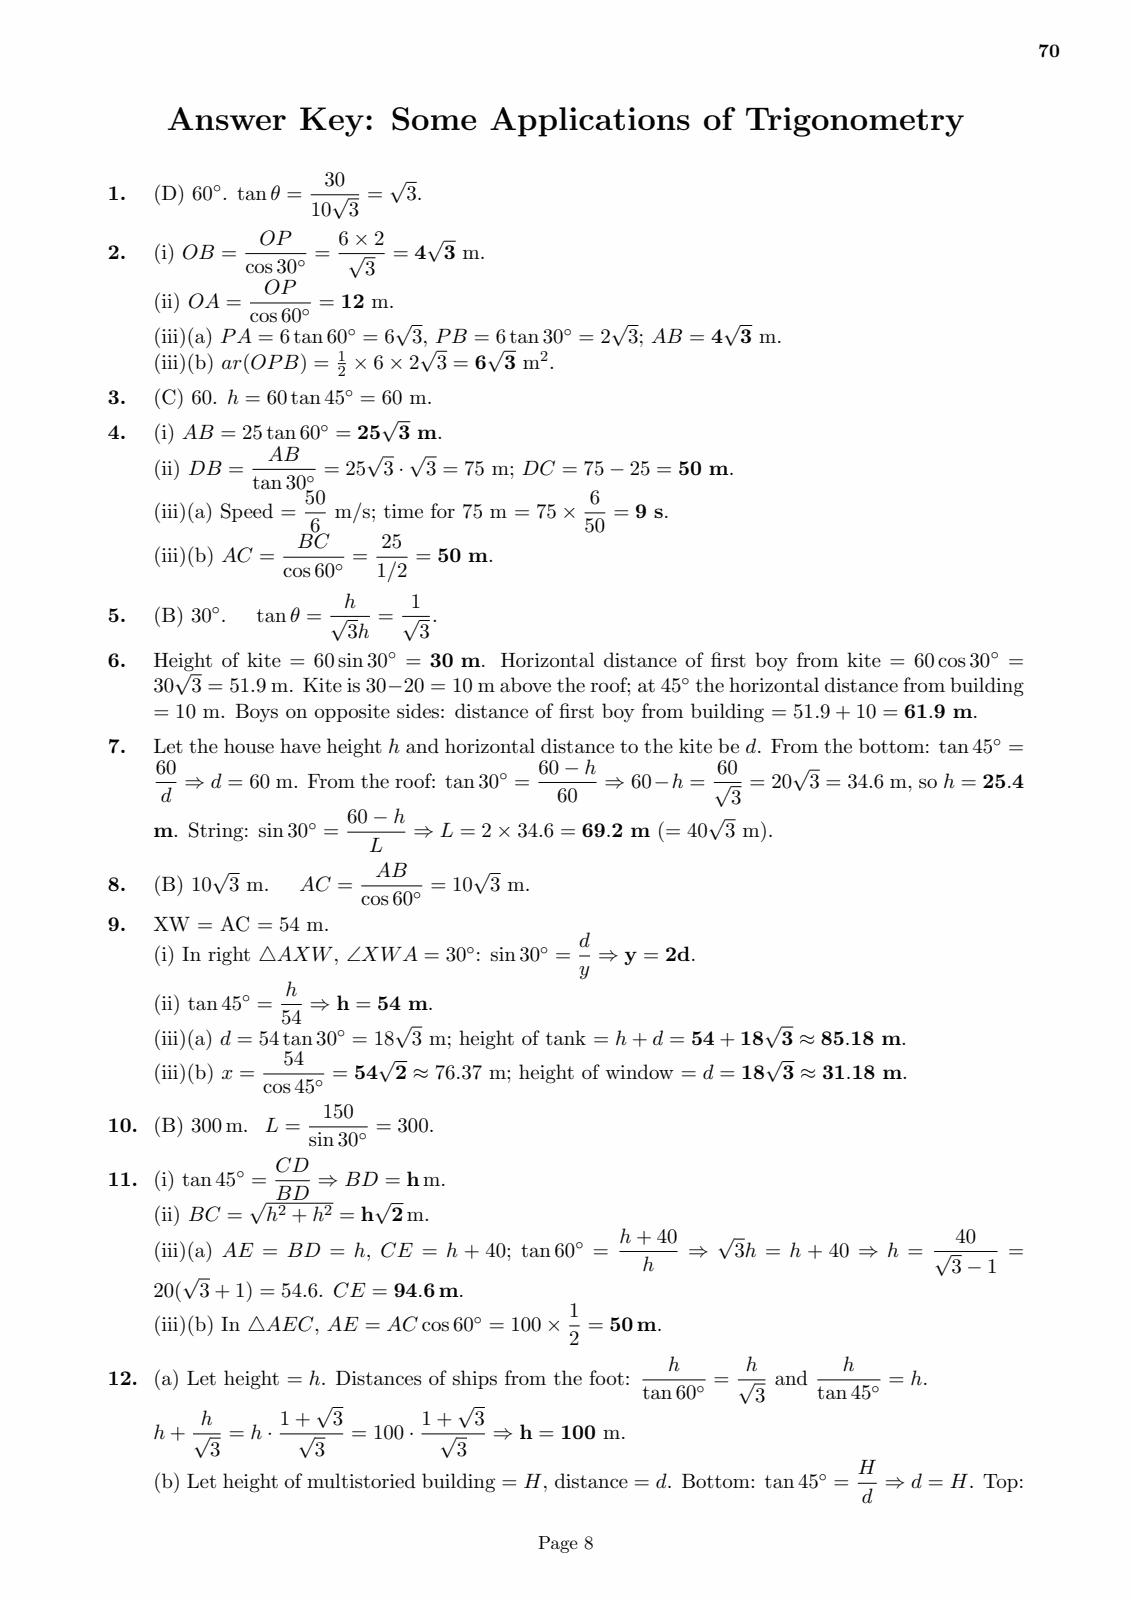 70
Answer Key: Some Applications of Trigonometry
1. (D) 60°. tan θ = 30/(10√3) = √3.
2. (i) OB = OP/cos 30° = (6 × 2)/√3 = 4√3 m.
(ii) OA = OP/cos 60° = 12 m.
(iii)(a) PA = 6 tan 60° = 6√3, PB = 6 tan 30° = 2√3; AB = 4√3 m.
(iii)(b) ar(OPB) = 1/2 × 6 × 2√3 = 6√3 m².
3. (C) 60. h = 60 tan 45° = 60 m.
4. (i) AB = 25 tan 60° = 25√3 m.
(ii) DB = AB/tan 30° = 25√3 · √3 = 75 m; DC = 75 − 25 = 50 m.
(iii)(a) Speed = 50/6 m/s; time for 75 m = 75 × 6/50 = 9 s.
(iii)(b) AC = BC/cos 60° = 25/(1/2) = 50 m.
5. (B) 30°. tan θ = h/(√3h) = 1/√3.
6. Height of kite = 60 sin 30° = 30 m. Horizontal distance of first boy from kite = 60 cos 30° =
30√3 = 51.9 m. Kite is 30−20 = 10 m above the roof; at 45° the horizontal distance from building
= 10 m. Boys on opposite sides: distance of first boy from building = 51.9 + 10 = 61.9 m.
7. Let the house have height h and horizontal distance to the kite be d. From the bottom: tan 45° =
60/d ⇒ d = 60 m. From the roof: tan 30° = (60 − h)/60 ⇒ 60−h = 60/√3 = 20√3 = 34.6 m, so h = 25.4
m. String: sin 30° = (60 − h)/L ⇒ L = 2 × 34.6 = 69.2 m (= 40√3 m).
8. (B) 10√3 m. AC = AB/cos 60° = 10√3 m.
9. XW = AC = 54 m.
(i) In right △AXW, ∠XWA = 30°: sin 30° = d/y ⇒ y = 2d.
(ii) tan 45° = h/54 ⇒ h = 54 m.
(iii)(a) d = 54 tan 30° = 18√3 m; height of tank = h + d = 54 + 18√3 ≈ 85.18 m.
(iii)(b) x = 54/cos 45° = 54√2 ≈ 76.37 m; height of window = d = 18√3 ≈ 31.18 m.
10. (B) 300 m. L = 150/sin 30° = 300.
11. (i) tan 45° = CD/BD ⇒ BD = h m.
(ii) BC = √(h² + h²) = h√2 m.
(iii)(a) AE = BD = h, CE = h + 40; tan 60° = (h + 40)/h ⇒ √3h = h + 40 ⇒ h = 40/(√3 − 1) =
20(√3 + 1) = 54.6. CE = 94.6 m.
(iii)(b) In △AEC, AE = AC cos 60° = 100 × 1/2 = 50 m.
12. (a) Let height = h. Distances of ships from the foot: h/tan 60° = h/√3 and h/tan 45° = h.
h + h/√3 = h · (1 + √3)/√3 = 100 · (1 + √3)/√3 ⇒ h = 100 m.
(b) Let height of multistoried building = H, distance = d. Bottom: tan 45° = H/d ⇒ d = H. Top:
Page 8